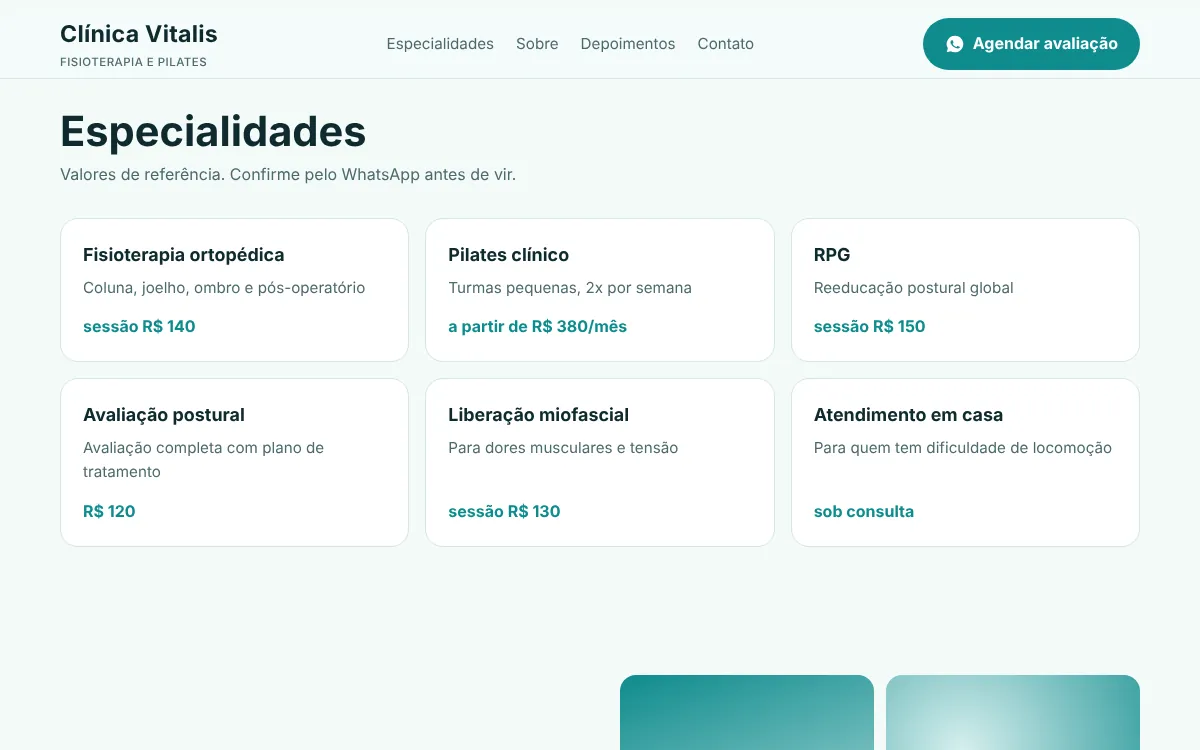 Clínica Vitalis
FISIOTERAPIA E PILATES
Especialidades
Sobre
Depoimentos
Contato
Agendar avaliação
Especialidades
Valores de referência. Confirme pelo WhatsApp antes de vir.
Fisioterapia ortopédica
Coluna, joelho, ombro e pós-operatório
sessão R$ 140
Pilates clínico
Turmas pequenas, 2x por semana
a partir de R$ 380/mês
RPG
Reeducação postural global
sessão R$ 150
Avaliação postural
Avaliação completa com plano de
tratamento
R$ 120
Liberação miofascial
Para dores musculares e tensão
sessão R$ 130
Atendimento em casa
Para quem tem dificuldade de locomoção
sob consulta